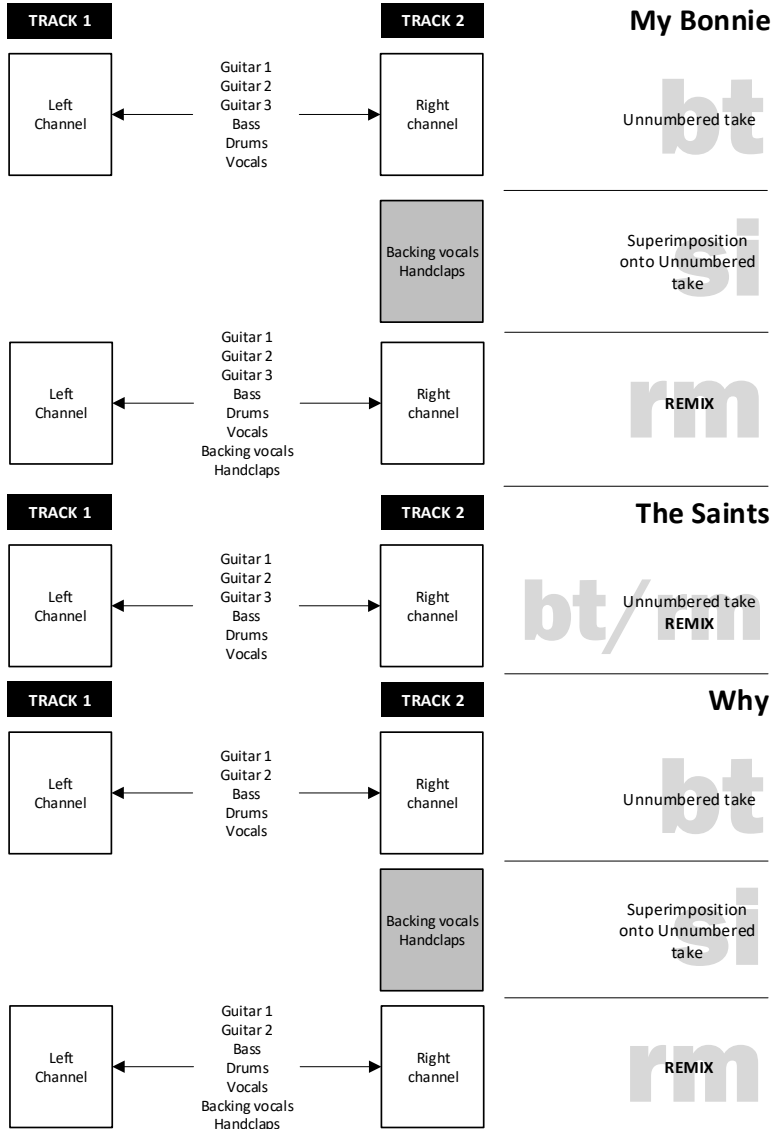 TRACK 1
TRACK 2
My Bonnie
Left
Channel
Guitar 1
Guitar 2
Guitar 3
Bass
Drums
Vocals
Right
channel
bt
Unnumbered take
Backing vocals
Handclaps
si
Superimposition
onto Unnumbered
take
Left
Channel
Guitar 1
Guitar 2
Guitar 3
Bass
Drums
Vocals
Backing vocals
Handclaps
Right
channel
rm
REMIX
TRACK 1
TRACK 2
The Saints
Left
Channel
Guitar 1
Guitar 2
Guitar 3
Bass
Drums
Vocals
Right
channel
bt/rm
Unnumbered take
REMIX
TRACK 1
TRACK 2
Why
Left
Channel
Guitar 1
Guitar 2
Bass
Drums
Vocals
Right
channel
bt
Unnumbered take
Backing vocals
Handclaps
si
Superimposition
onto Unnumbered
take
Left
Channel
Guitar 1
Guitar 2
Bass
Drums
Vocals
Backing vocals
Handclaps
Right
channel
rm
REMIX